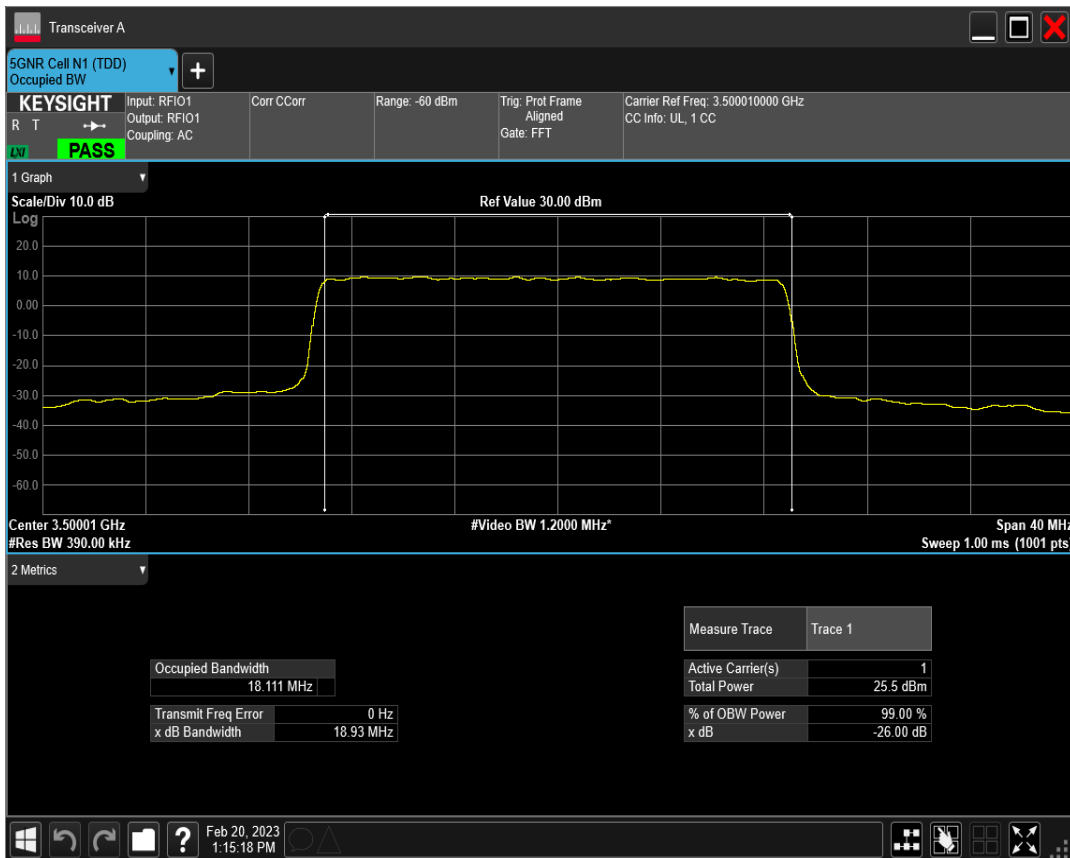 Transceiver A
5GNR Cell N1 (TDD)
Occupied BW
+
KEYSIGHT
R T
LXI
PASS
Input: RFIO1
Output: RFIO1
Coupling: AC
Corr CCorr
Range: -60 dBm
Trig: Prot Frame
Aligned
Gate: FFT
Carrier Ref Freq: 3.500010000 GHz
CC Info: UL, 1 CC
1 Graph
Scale/Div 10.0 dB
Ref Value 30.00 dBm
Log
20.0
10.0
0.00
-10.0
-20.0
-30.0
-40.0
-50.0
-60.0
Center 3.50001 GHz
#Video BW 1.2000 MHz*
Span 40 MHz
#Res BW 390.00 kHz
Sweep 1.00 ms (1001 pts)
2 Metrics
Measure Trace
Trace 1
Occupied Bandwidth
18.111 MHz
Active Carrier(s) 1
Total Power 25.5 dBm
Transmit Freq Error 0 Hz
x dB Bandwidth 18.93 MHz
% of OBW Power 99.00 %
x dB -26.00 dB
?
Feb 20, 2023
1:15:18 PM